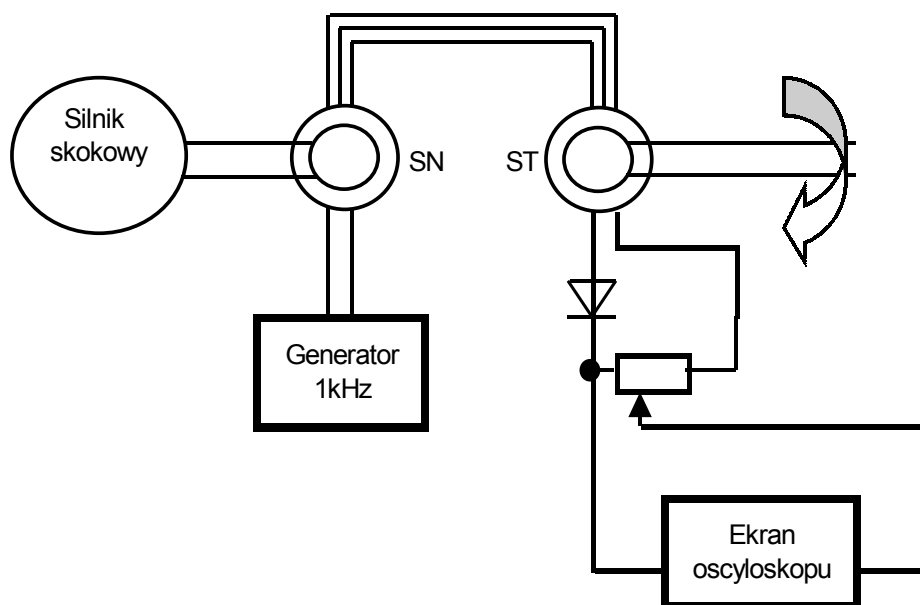 Silnik
skokowy
SN
ST
Generator
1kHz
Ekran
oscyloskopu